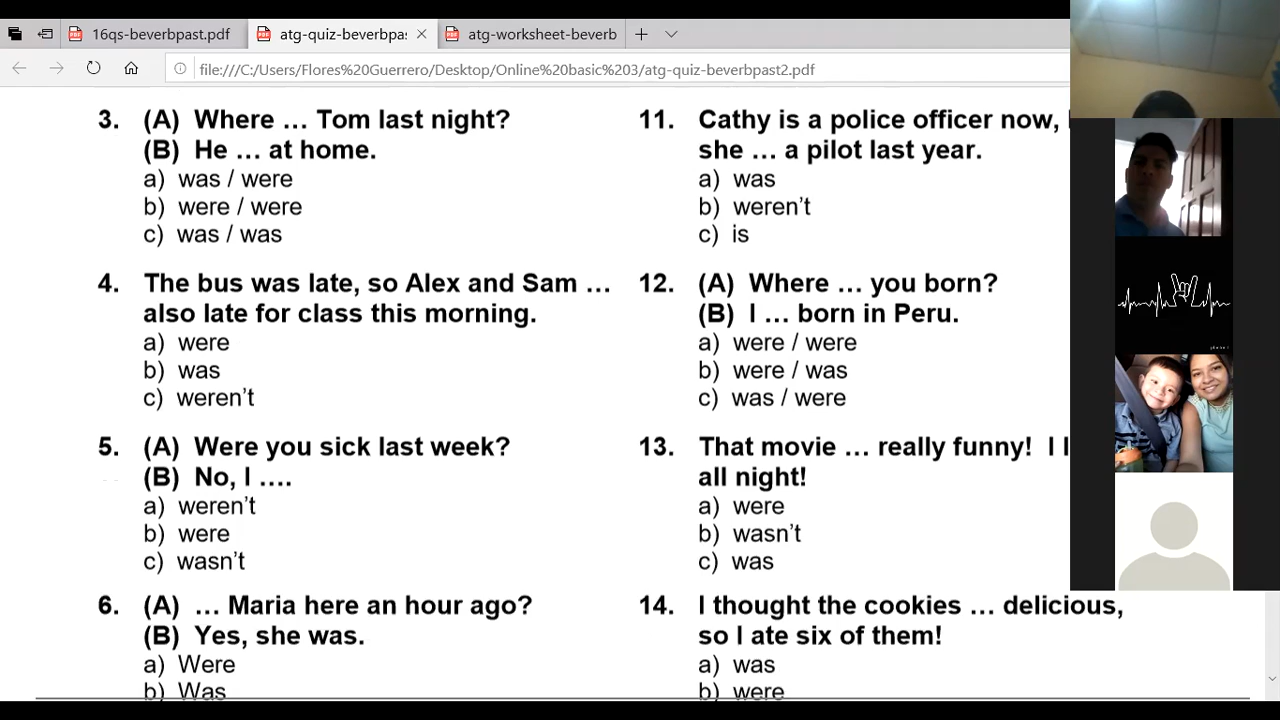 16qs-beverbpast.pdf
atg-quiz-beverbpas
atg-worksheet-beverb
file:///C:/Users/Flores%20Guerrero/Desktop/Online%20basic%203/atg-quiz-beverbpast2.pdf
3. (A) Where … Tom last night?
(B) He … at home.
a) was / were
b) were / were
c) was / was
4. The bus was late, so Alex and Sam …
also late for class this morning.
a) were
b) was
c) weren't
5. (A) Were you sick last week?
(B) No, I ….
a) weren't
b) were
c) wasn't
6. (A) … Maria here an hour ago?
(B) Yes, she was.
a) Were
b) Was
11. Cathy is a police officer now,
she … a pilot last year.
a) was
b) weren't
c) is
12. (A) Where … you born?
(B) I … born in Peru.
a) were / were
b) were / was
c) was / were
13. That movie … really funny! I
all night!
a) were
b) wasn't
c) was
14. I thought the cookies … delicious,
so I ate six of them!
a) was
b) were